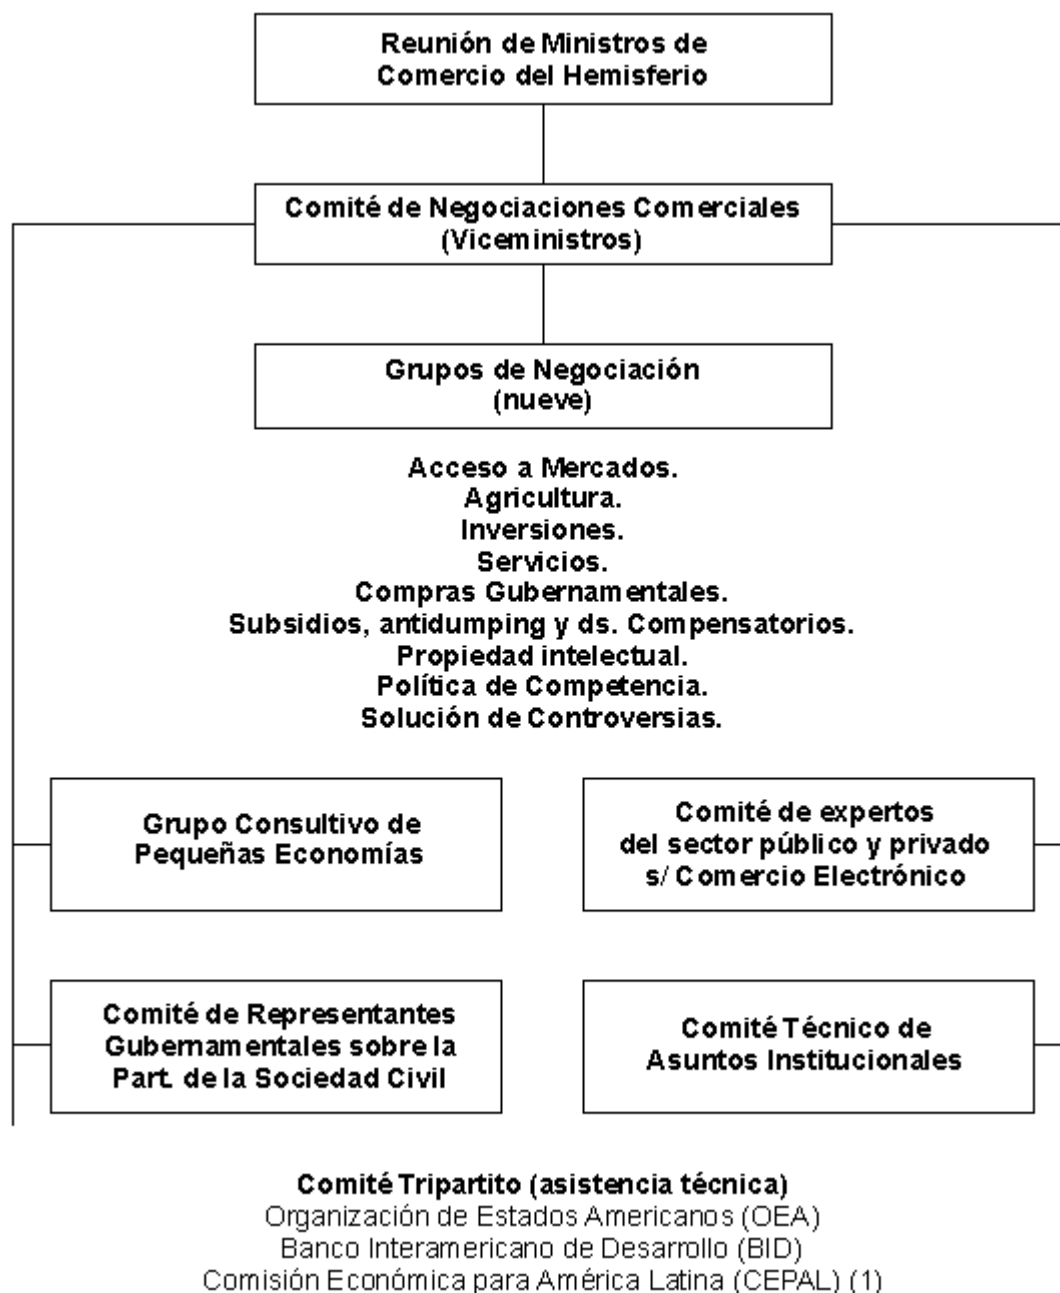 Reunión de Ministros de
Comercio del Hemisferio
Comité de Negociaciones Comerciales
(Viceministros)
Grupos de Negociación
(nueve)
Acceso a Mercados.
Agricultura.
Inversiones.
Servicios.
Compras Gubernamentales.
Subsidios, antidumping y ds. Compensatorios.
Propiedad intelectual.
Política de Competencia.
Solución de Controversias.
Grupo Consultivo de
Pequeñas Economías
Comité de expertos
del sector público y privado
s/ Comercio Electrónico
Comité de Representantes
Gubernamentales sobre la
Part. de la Sociedad Civil
Comité Técnico de
Asuntos Institucionales
Comité Tripartito (asistencia técnica)
Organización de Estados Americanos (OEA)
Banco Interamericano de Desarrollo (BID)
Comisión Económica para América Latina (CEPAL) (1)